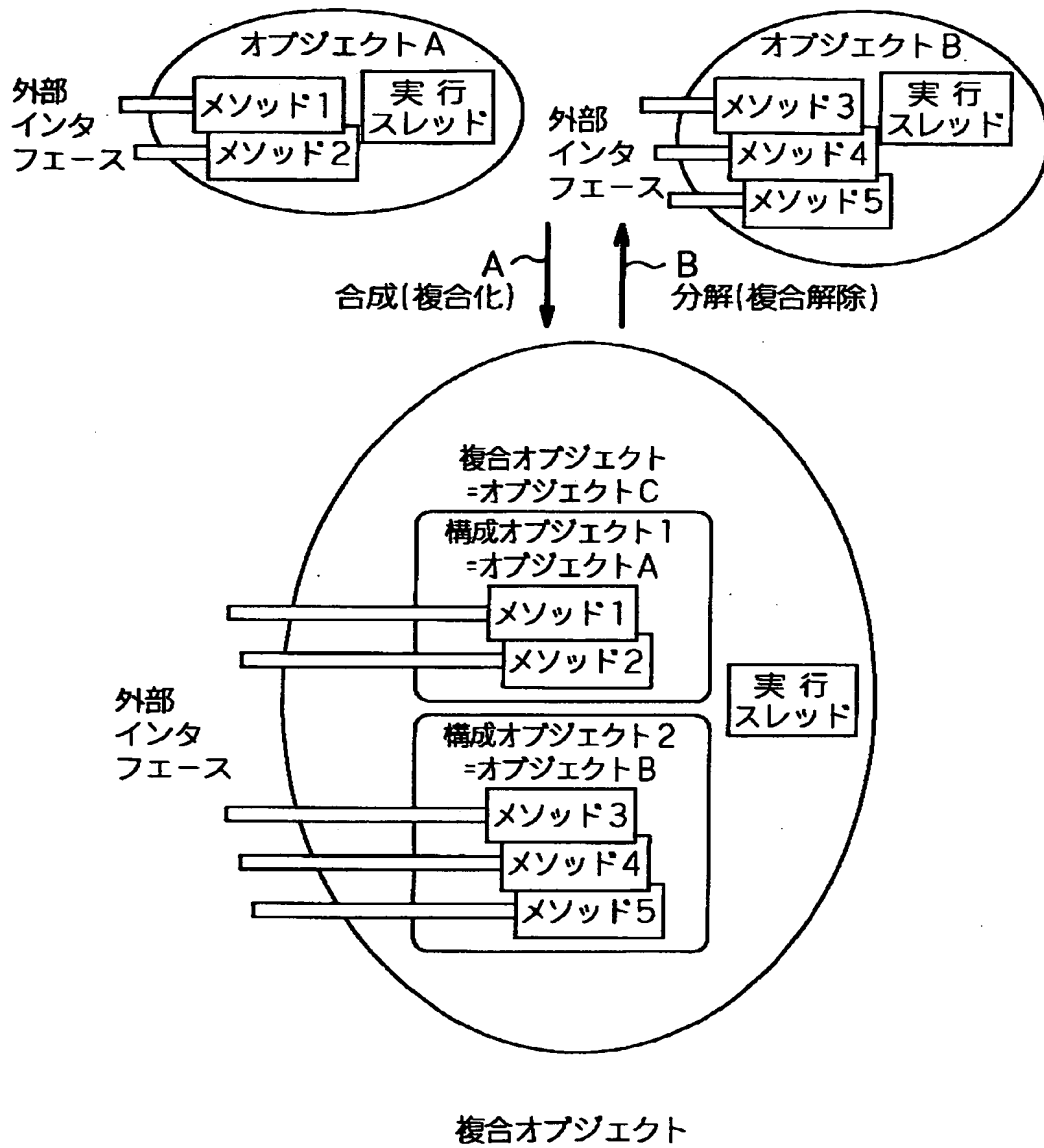 オブジェクトA
外部
インタ
フェース
メソッド1
メソッド2
実行
スレッド
オブジェクトB
外部
インタ
フェース
メソッド3
メソッド4
メソッド5
実行
スレッド
A
合成(複合化)
B
分解(複合解除)
複合オブジェクト
=オブジェクトC
構成オブジェクト1
=オブジェクトA
メソッド1
メソッド2
外部
インタ
フェース
構成オブジェクト2
=オブジェクトB
メソッド3
メソッド4
メソッド5
実行
スレッド
複合オブジェクト